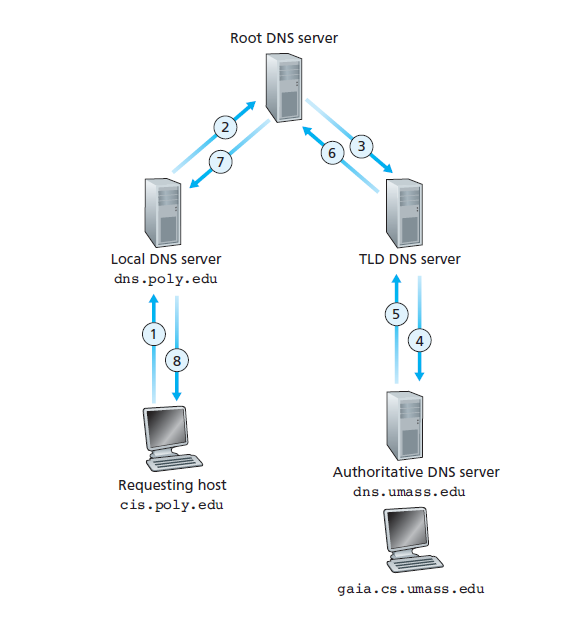 Root DNS server
2
3
7
6
Local DNS server
dns.poly.edu
TLD DNS server
1
8
5
4
Requesting host
cis.poly.edu
Authoritative DNS server
dns.umass.edu
gaia.cs.umass.edu